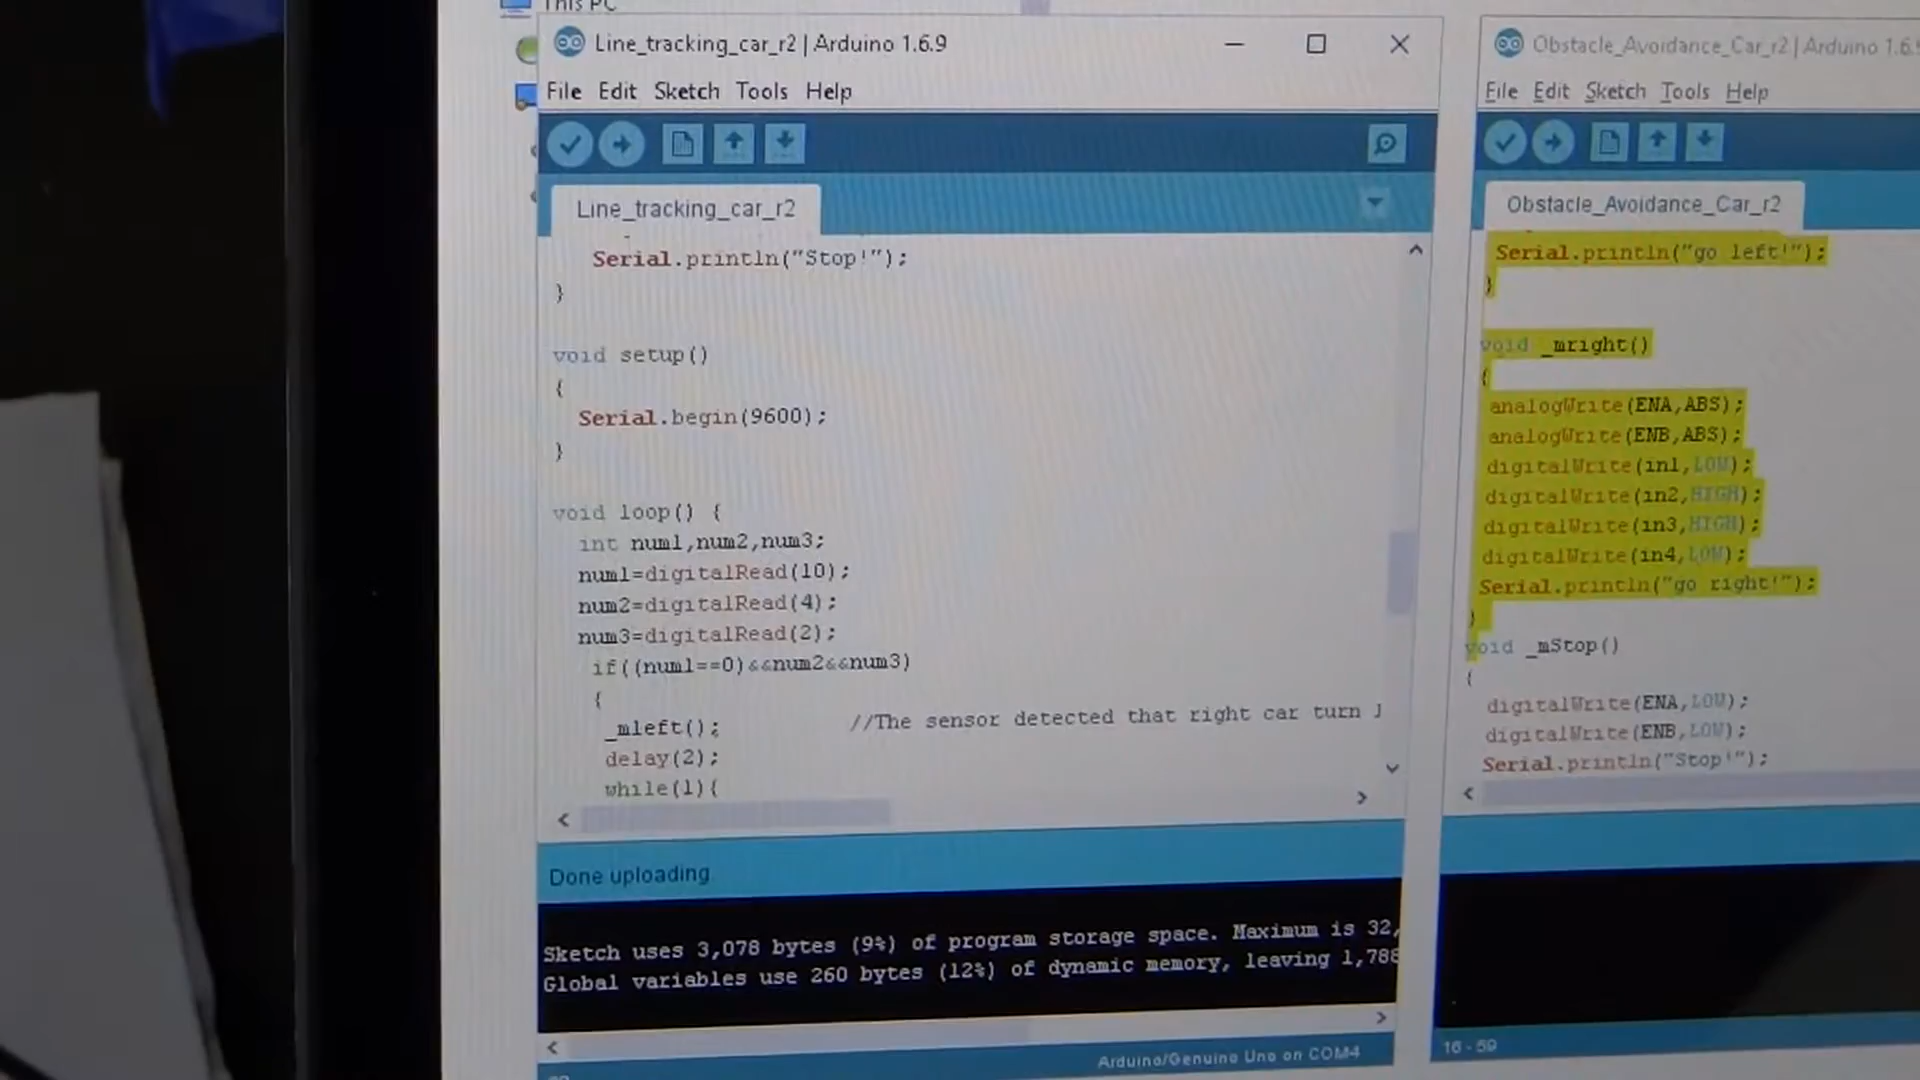 This PC
Line_tracking_car_r2 | Arduino 1.6.9
File Edit Sketch Tools Help
Line_tracking_car_r2
Serial.println("Stop!");
}
void setup()
{
Serial.begin(9600);
}
void loop() {
int num1,num2,num3;
num1=digitalRead(10);
num2=digitalRead(4);
num3=digitalRead(2);
if((num1==0)&&num2&&num3)
{
_mleft(); //The sensor detected that right car turn
delay(2);
while(1){
Done uploading
Sketch uses 3,078 bytes (9%) of program storage space. Maximum is 32,
Global variables use 260 bytes (12%) of dynamic memory, leaving 1,788
Arduino/Genuino Uno on COM4
Obstacle_Avoidance_Car_r2 | Arduino 1.6.9
File Edit Sketch Tools Help
Obstacle_Avoidance_Car_r2
Serial.println("go left!");
}
void _mright()
{
analogWrite(ENA,ABS);
analogWrite(ENB,ABS);
digitalWrite(in1,LOW);
digitalWrite(in2,HIGH);
digitalWrite(in3,HIGH);
digitalWrite(in4,LOW);
Serial.println("go right!");
}
void _mStop()
{
digitalWrite(ENA,LOW);
digitalWrite(ENB,LOW);
Serial.println("Stop!");
16 - 59